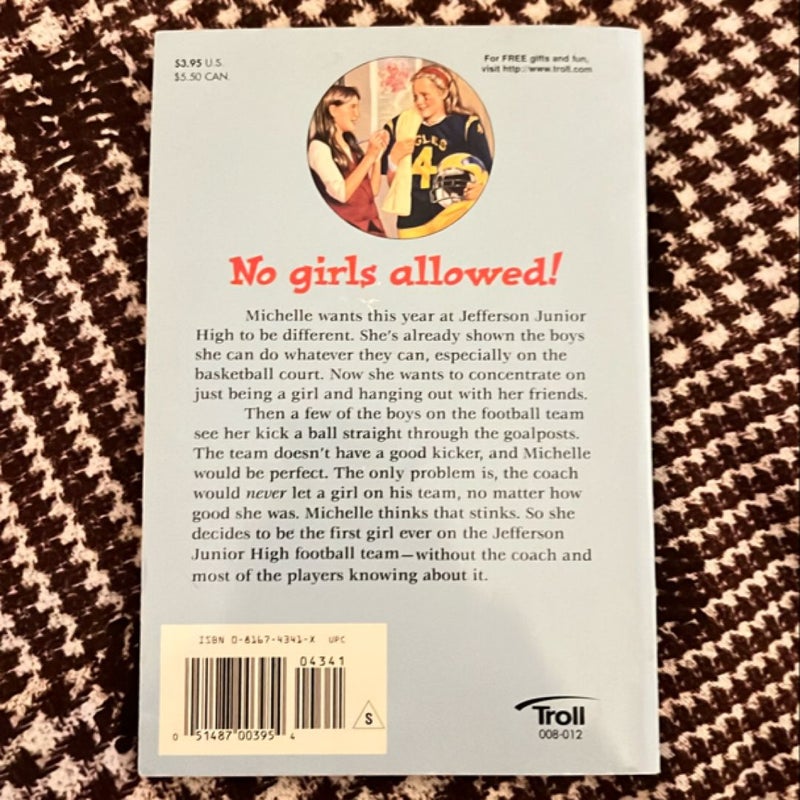 $3.95 U.S.
$5.50 CAN.
For FREE gifts and fun,
visit http://www.troll.com
GLES
4
No girls allowed!
Michelle wants this year at Jefferson Junior
High to be different. She's already shown the boys
she can do whatever they can, especially on the
basketball court. Now she wants to concentrate on
just being a girl and hanging out with her friends.
Then a few of the boys on the football team
see her kick a ball straight through the goalposts.
The team doesn't have a good kicker, and Michelle
would be perfect. The only problem is, the coach
would never let a girl on his team, no matter how
good she was. Michelle thinks that stinks. So she
decides to be the first girl ever on the Jefferson
Junior High football team—without the coach and
most of the players knowing about it.
ISBN 0-8167-4341-X UPC
04341
S
0 51487 00395 4
Troll
008-012